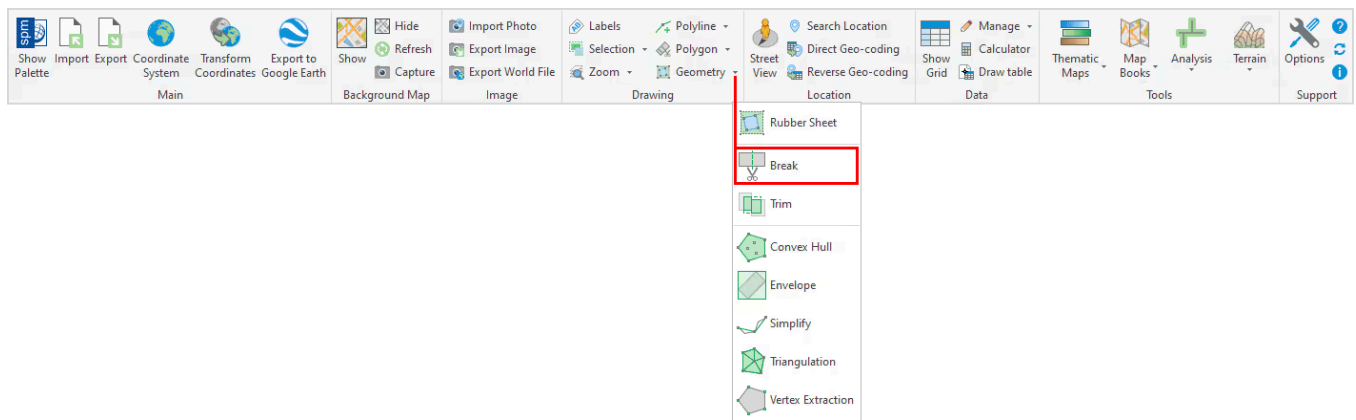 spm
Show Palette
Import
Export
Coordinate System
Transform Coordinates
Export to Google Earth
Main
Show
Hide
Refresh
Capture
Background Map
Import Photo
Export Image
Export World File
Image
Labels
Selection
Zoom
Polyline
Polygon
Geometry
Drawing
Street View
Search Location
Direct Geo-coding
Reverse Geo-coding
Location
Show Grid
Manage
Calculator
Draw table
Data
Thematic Maps
Map Books
Analysis
Terrain
Tools
Options
Support
Rubber Sheet
Break
Trim
Convex Hull
Envelope
Simplify
Triangulation
Vertex Extraction